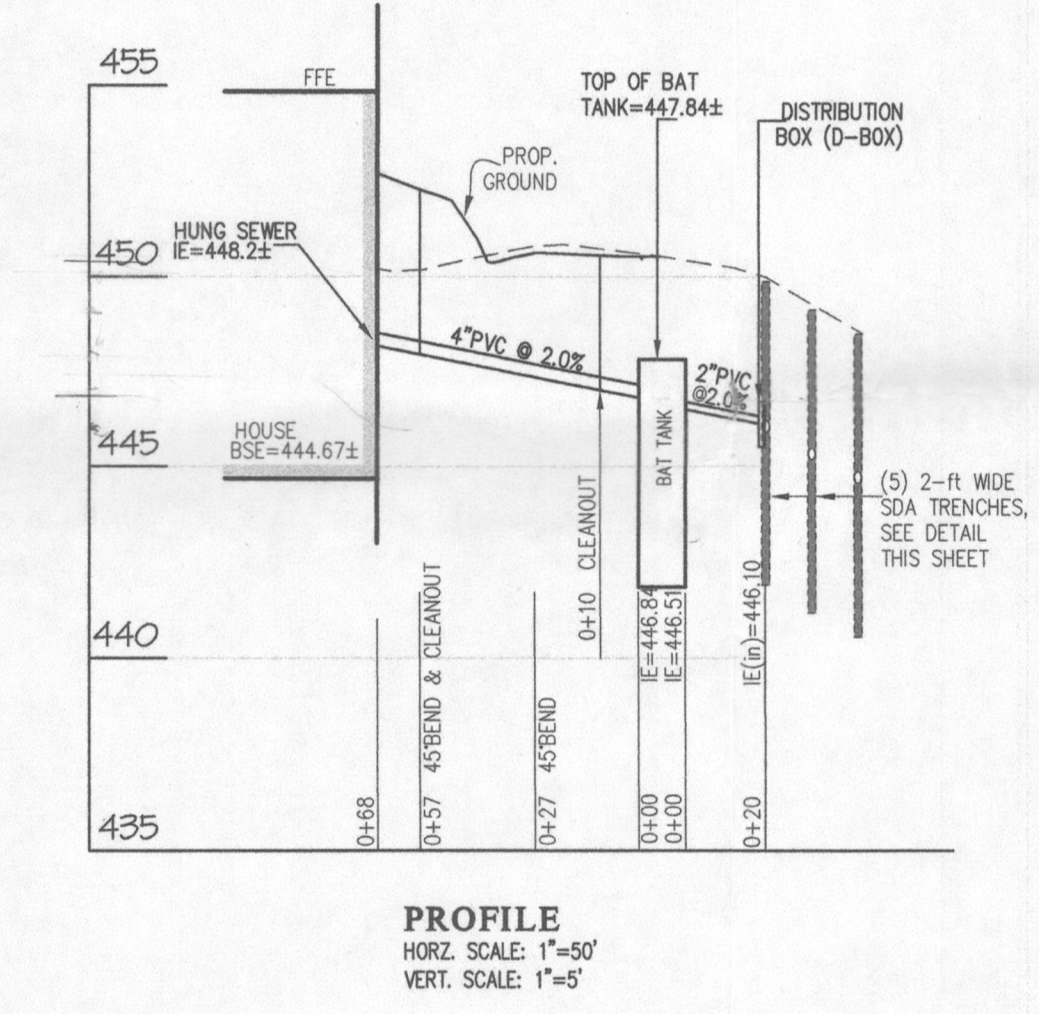 455
FFE
TOP OF BAT
TANK=447.84±
DISTRIBUTION
BOX (D-BOX)
PROP.
GROUND
HUNG SEWER
IE=448.2±
450
4"PVC @ 2.0%
2"PVC
@2.0%
HOUSE
BSE=444.67±
445
BAT TANK
(5) 2-ft WIDE
SDA TRENCHES,
SEE DETAIL
THIS SHEET
440
0+68
0+57 45°BEND & CLEANOUT
0+27 45°BEND
0+10 CLEANOUT
0+00 IE=446.84
0+00 IE=446.51
0+20 IE(in)=446.10
435
PROFILE
HORZ. SCALE: 1"=50'
VERT. SCALE: 1"=5'